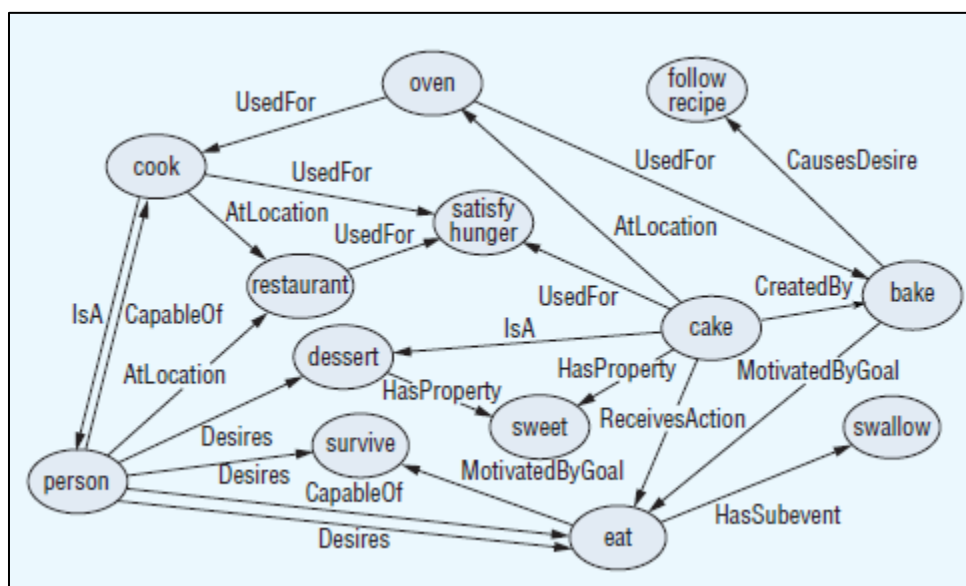 oven
follow
recipe
UsedFor
cook
UsedFor
UsedFor
CausesDesire
AtLocation
satisfy
hunger
UsedFor
AtLocation
restaurant
UsedFor
CreatedBy
bake
IsA
CapableOf
IsA
cake
dessert
AtLocation
HasProperty
HasProperty
MotivatedByGoal
ReceivesAction
sweet
swallow
Desires
survive
MotivatedByGoal
person
Desires
CapableOf
HasSubevent
Desires
eat